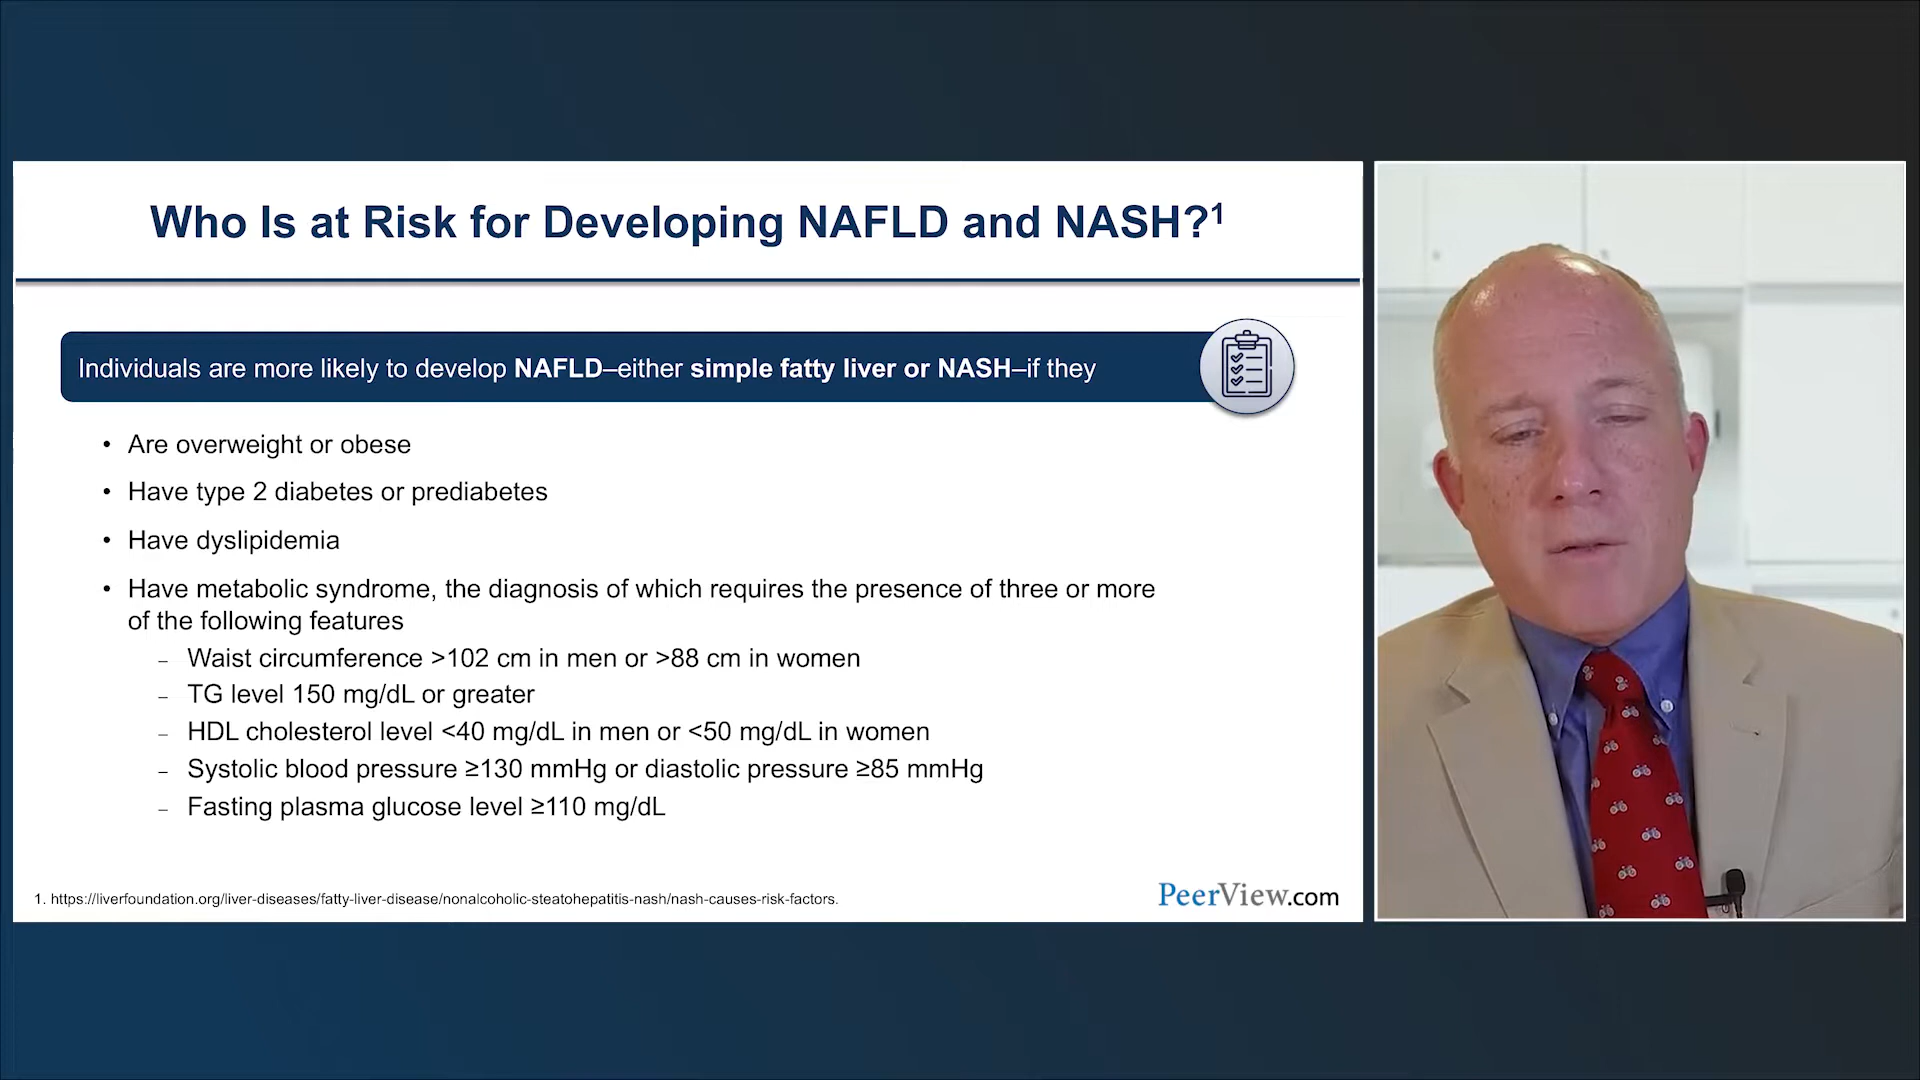 Who Is at Risk for Developing NAFLD and NASH?¹
Individuals are more likely to develop NAFLD–either simple fatty liver or NASH–if they
• Are overweight or obese
• Have type 2 diabetes or prediabetes
• Have dyslipidemia
• Have metabolic syndrome, the diagnosis of which requires the presence of three or more
of the following features
– Waist circumference >102 cm in men or >88 cm in women
– TG level 150 mg/dL or greater
– HDL cholesterol level <40 mg/dL in men or <50 mg/dL in women
– Systolic blood pressure ≥130 mmHg or diastolic pressure ≥85 mmHg
– Fasting plasma glucose level ≥110 mg/dL
1. https://liverfoundation.org/liver-diseases/fatty-liver-disease/nonalcoholic-steatohepatitis-nash/nash-causes-risk-factors.
PeerView.com